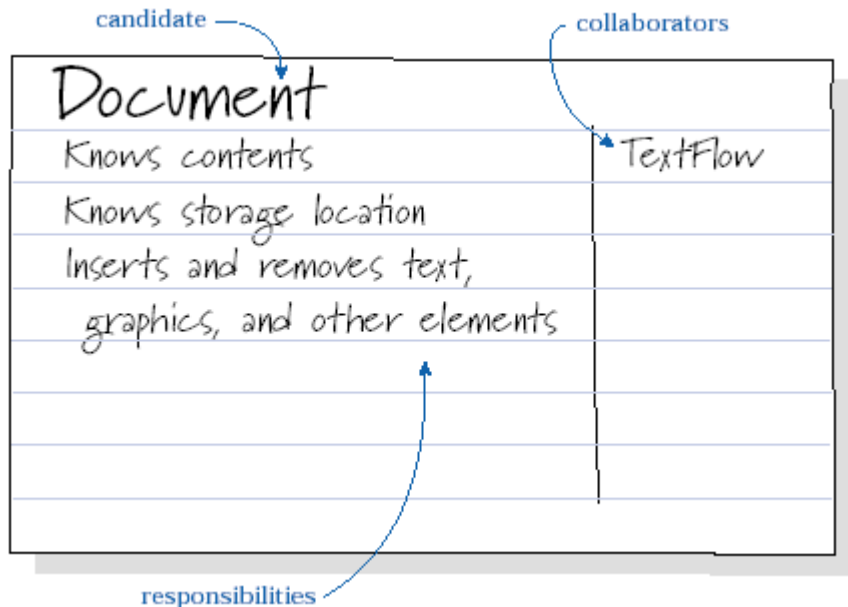 candidate
collaborators
Document
Knows contents
TextFlow
Knows storage location
Inserts and removes text,
graphics, and other elements
responsibilities